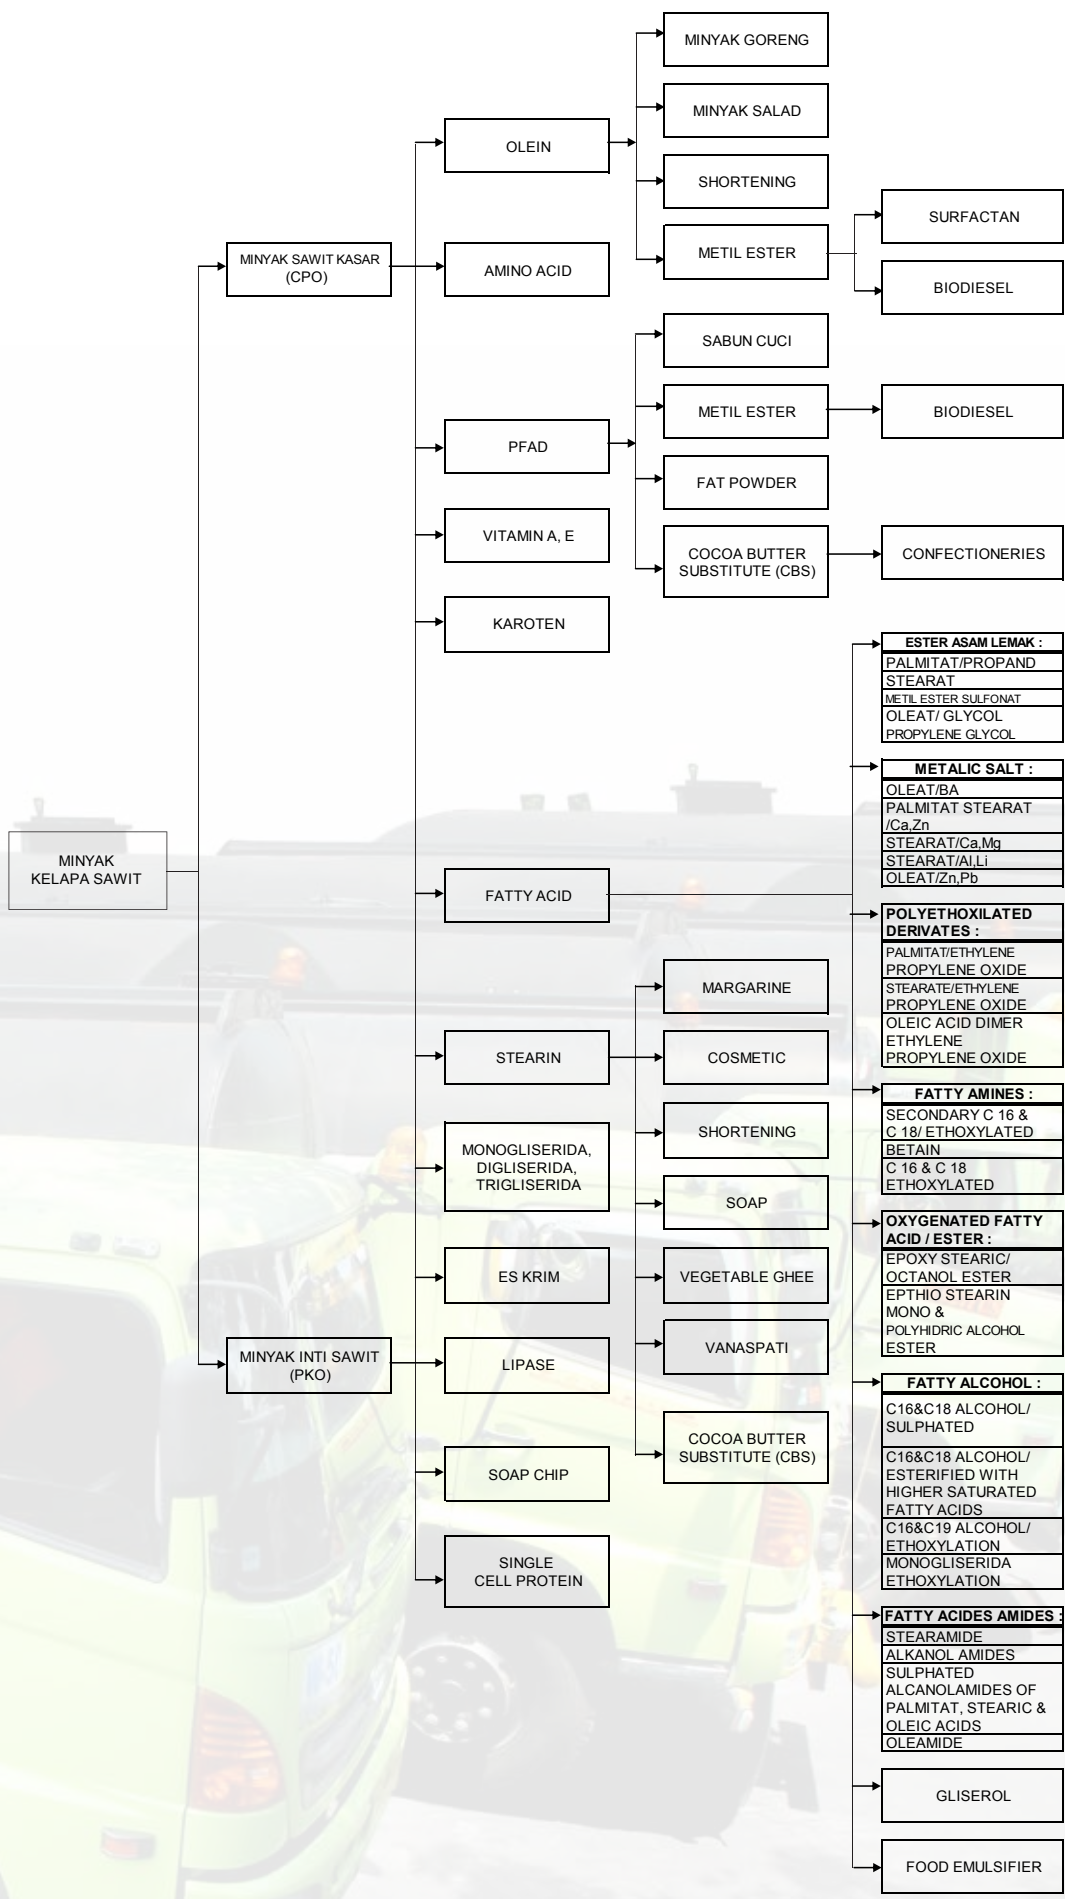 MINYAK
KELAPA SAWIT
MINYAK SAWIT KASAR
(CPO)
MINYAK INTI SAWIT
(PKO)
OLEIN
AMINO ACID
PFAD
VITAMIN A, E
KAROTEN
FATTY ACID
STEARIN
MONOGLISERIDA,
DIGLISERIDA,
TRIGLISERIDA
ES KRIM
LIPASE
SOAP CHIP
SINGLE
CELL PROTEIN
MINYAK GORENG
MINYAK SALAD
SHORTENING
METIL ESTER
SABUN CUCI
METIL ESTER
FAT POWDER
COCOA BUTTER
SUBSTITUTE (CBS)
MARGARINE
COSMETIC
SHORTENING
SOAP
VEGETABLE GHEE
VANASPATI
COCOA BUTTER
SUBSTITUTE (CBS)
SURFACTAN
BIODIESEL
BIODIESEL
CONFECTIONERIES
ESTER ASAM LEMAK :
PALMITAT/PROPAND
STEARAT
METIL ESTER SULFONAT
OLEAT/ GLYCOL
PROPYLENE GLYCOL
METALIC SALT :
OLEAT/BA
PALMITAT STEARAT
/Ca,Zn
STEARAT/Ca,Mg
STEARAT/Al,Li
OLEAT/Zn,Pb
POLYETHOXILATED
DERIVATES :
PALMITAT/ETHYLENE
PROPYLENE OXIDE
STEARATE/ETHYLENE
PROPYLENE OXIDE
OLEIC ACID DIMER
ETHYLENE
PROPYLENE OXIDE
FATTY AMINES :
SECONDARY C 16 &
C 18/ ETHOXYLATED
BETAIN
C 16 & C 18
ETHOXYLATED
OXYGENATED FATTY
ACID / ESTER :
EPOXY STEARIC/
OCTANOL ESTER
EPTHIO STEARIN
MONO &
POLYHIDRIC ALCOHOL
ESTER
FATTY ALCOHOL :
C16&C18 ALCOHOL/
SULPHATED
C16&C18 ALCOHOL/
ESTERIFIED WITH
HIGHER SATURATED
FATTY ACIDS
C16&C19 ALCOHOL/
ETHOXYLATION
MONOGLISERIDA
ETHOXYLATION
FATTY ACIDES AMIDES :
STEARAMIDE
ALKANOL AMIDES
SULPHATED
ALCANOLAMIDES OF
PALMITAT, STEARIC &
OLEIC ACIDS
OLEAMIDE
GLISEROL
FOOD EMULSIFIER